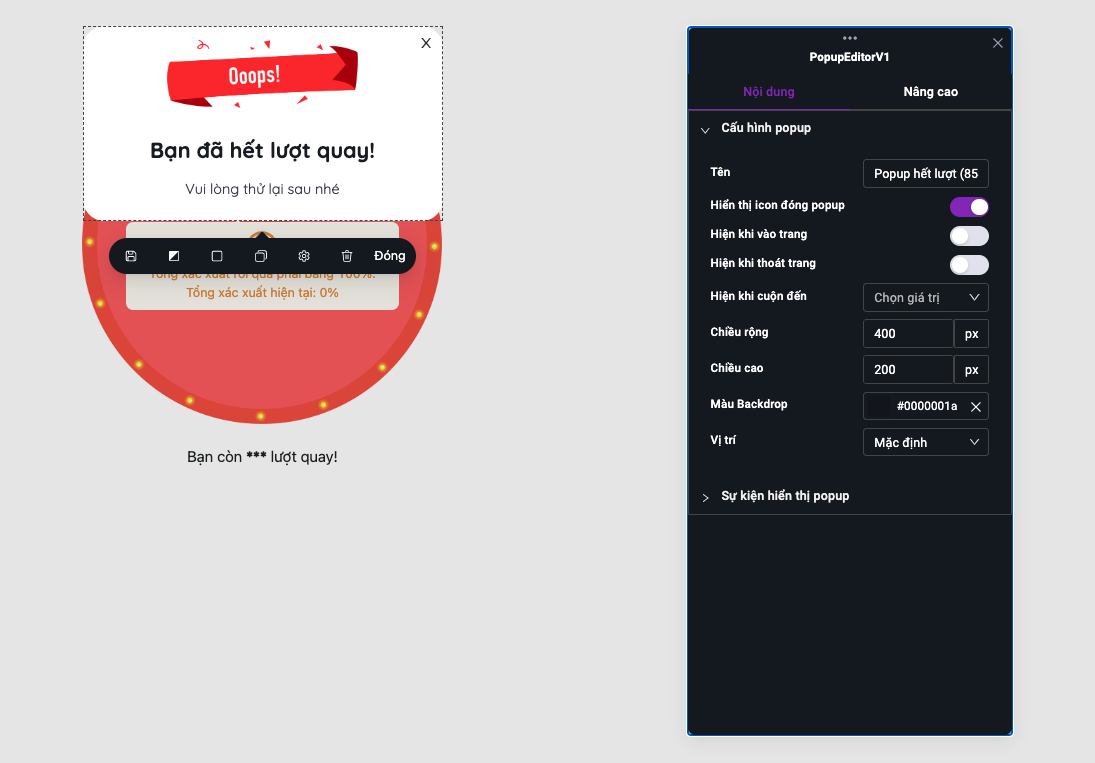 X
Ooops!
Bạn đã hết lượt quay!
Vui lòng thử lại sau nhé
Đóng
Tổng xác xuất rơi quà phải bằng 100%.
Tổng xác xuất hiện tại: 0%
Bạn còn *** lượt quay!
PopupEditorV1
Nội dung
Nâng cao
Cấu hình popup
Tên
Popup hết lượt (85
Hiển thị icon đóng popup
Hiện khi vào trang
Hiện khi thoát trang
Hiện khi cuộn đến
Chọn giá trị
Chiều rộng
400
px
Chiều cao
200
px
Màu Backdrop
#0000001a
Vị trí
Mặc định
Sự kiện hiển thị popup